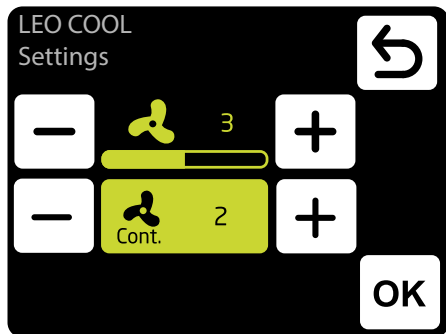 LEO COOL
Settings
3
Cont. 2
OK